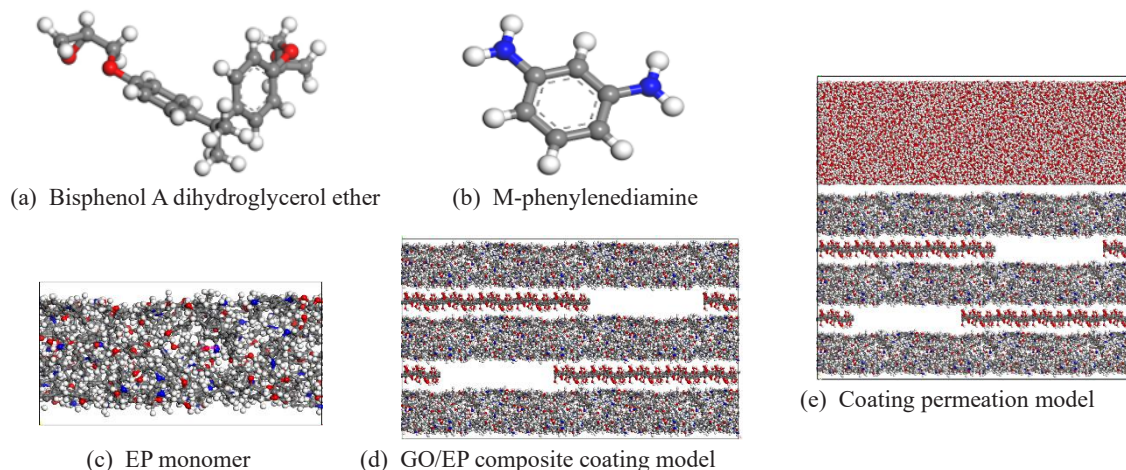 (a) Bisphenol A dihydroglycerol ether
(b) M-phenylenediamine
(c) EP monomer
(d) GO/EP composite coating model
(e) Coating permeation model